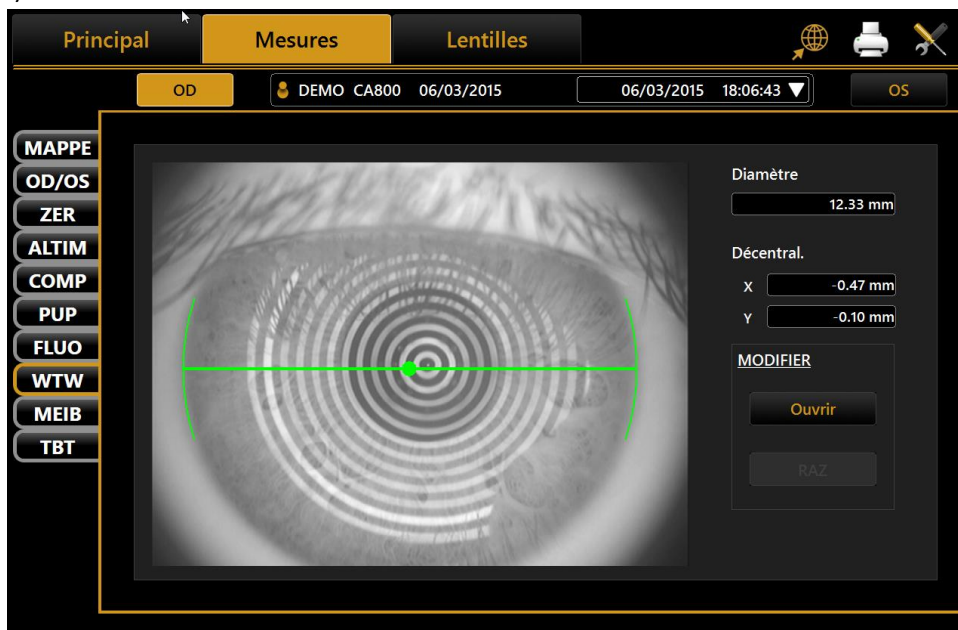 Principal Mesures Lentilles
OD DEMO CA800 06/03/2015 06/03/2015 18:06:43 OS
MAPPE
OD/OS
ZER
ALTIM
COMP
PUP
FLUO
WTW
MEIB
TBT
Diamètre
12.33 mm
Décentral.
X -0.47 mm
Y -0.10 mm
MODIFIER
Ouvrir
RAZ